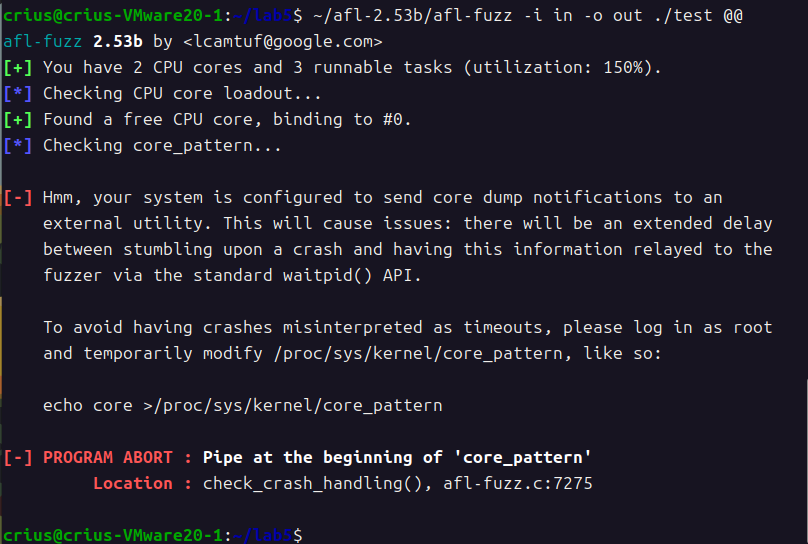 crius@crius-VMware20-1:~/lab5$ ~/afl-2.53b/afl-fuzz -i in -o out ./test @@
afl-fuzz 2.53b by <lcamtuf@google.com>
[+] You have 2 CPU cores and 3 runnable tasks (utilization: 150%).
[*] Checking CPU core loadout...
[+] Found a free CPU core, binding to #0.
[*] Checking core_pattern...
[-] Hmm, your system is configured to send core dump notifications to an
external utility. This will cause issues: there will be an extended delay
between stumbling upon a crash and having this information relayed to the
fuzzer via the standard waitpid() API.
To avoid having crashes misinterpreted as timeouts, please log in as root
and temporarily modify /proc/sys/kernel/core_pattern, like so:
echo core >/proc/sys/kernel/core_pattern
[-] PROGRAM ABORT : Pipe at the beginning of 'core_pattern'
Location : check_crash_handling(), afl-fuzz.c:7275
crius@crius-VMware20-1:~/lab5$